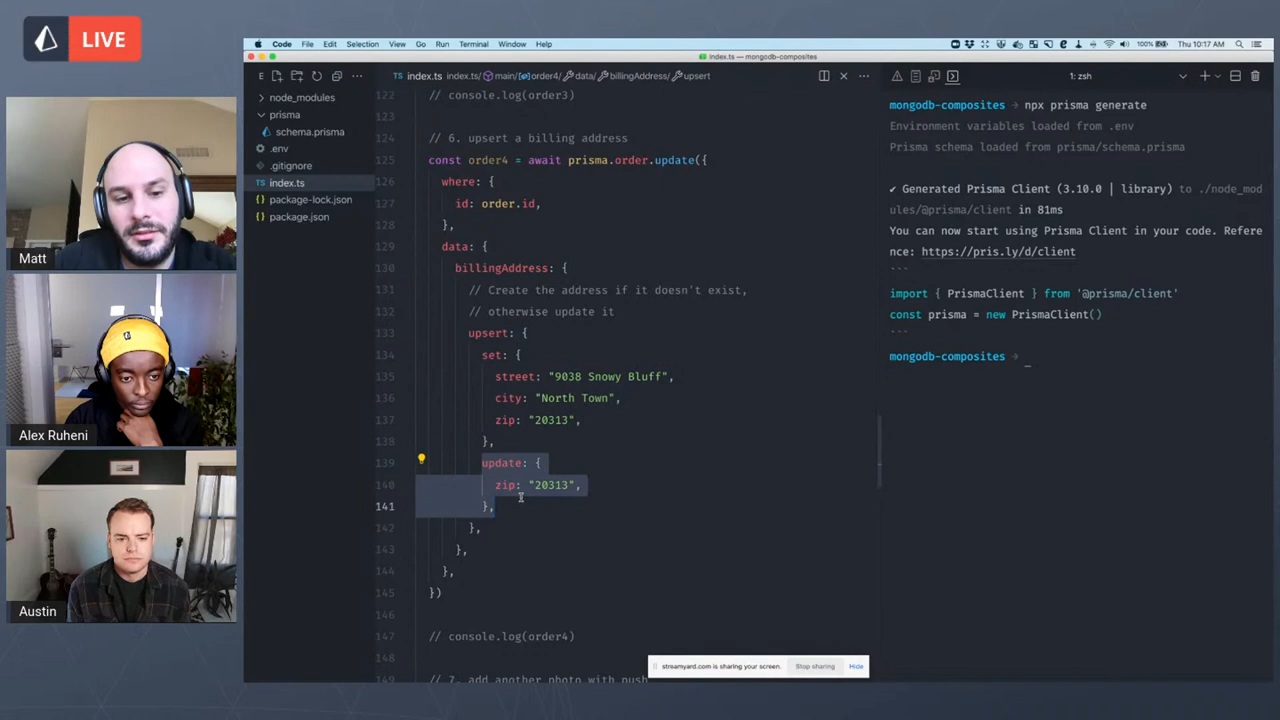 LIVE
Matt
Alex Ruheni
Austin
Code File Edit Selection View Go Run Terminal Window Help
100% Thu 10:17 AM
index.ts — mongodb-composites
E
index.ts index.ts/ main/ order4/ data/ billingAddress/ upsert
1: zsh
node_modules
prisma
schema.prisma
.env
.gitignore
TS index.ts
{} package-lock.json
{} package.json
122 // console.log(order3)
123
124 // 6. upsert a billing address
125 const order4 = await prisma.order.update({
126 where: {
127 id: order.id,
128 },
129 data: {
130 billingAddress: {
131 // Create the address if it doesn't exist,
132 // otherwise update it
133 upsert: {
134 set: {
135 street: "9038 Snowy Bluff",
136 city: "North Town",
137 zip: "20313",
138 },
139 update: {
140 zip: "20313",
141 },
142 },
143 },
144 },
145 })
146
147 // console.log(order4)
148
149 // 7. add another photo with push
mongodb-composites → npx prisma generate
Environment variables loaded from .env
Prisma schema loaded from prisma/schema.prisma
✔ Generated Prisma Client (3.10.0 | library) to ./node_mod
ules/@prisma/client in 81ms
You can now start using Prisma Client in your code. Refere
nce: https://pris.ly/d/client
```
import { PrismaClient } from '@prisma/client'
const prisma = new PrismaClient()
```
mongodb-composites → _
streamyard.com is sharing your screen. Stop sharing Hide